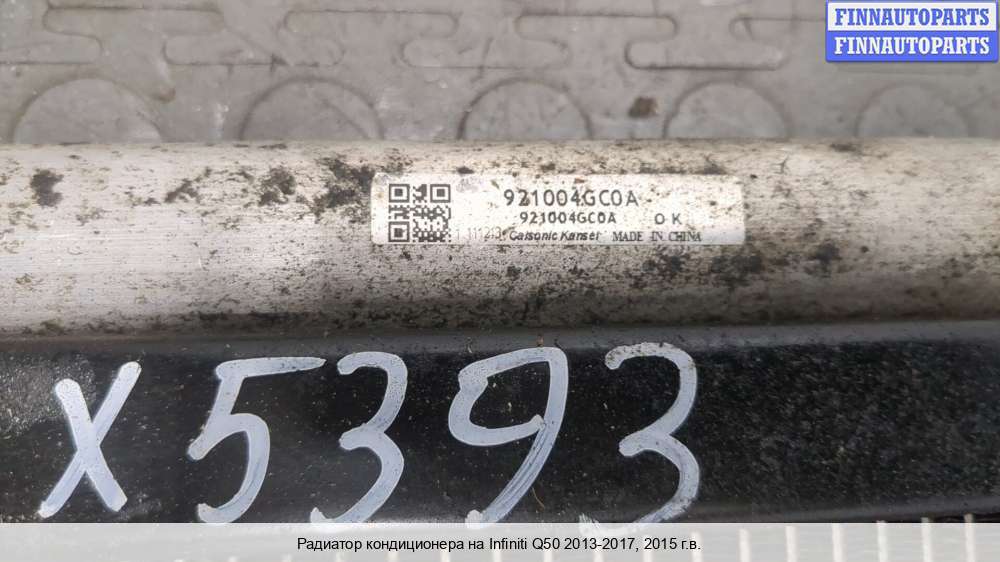 FINNAUTOPARTS
FINNAUTOPARTS
921004GC0A
921004GC0A OK
Calsonic Kansei MADE IN CHINA
X5393
Радиатор кондиционера на Infiniti Q50 2013-2017, 2015 г.в.